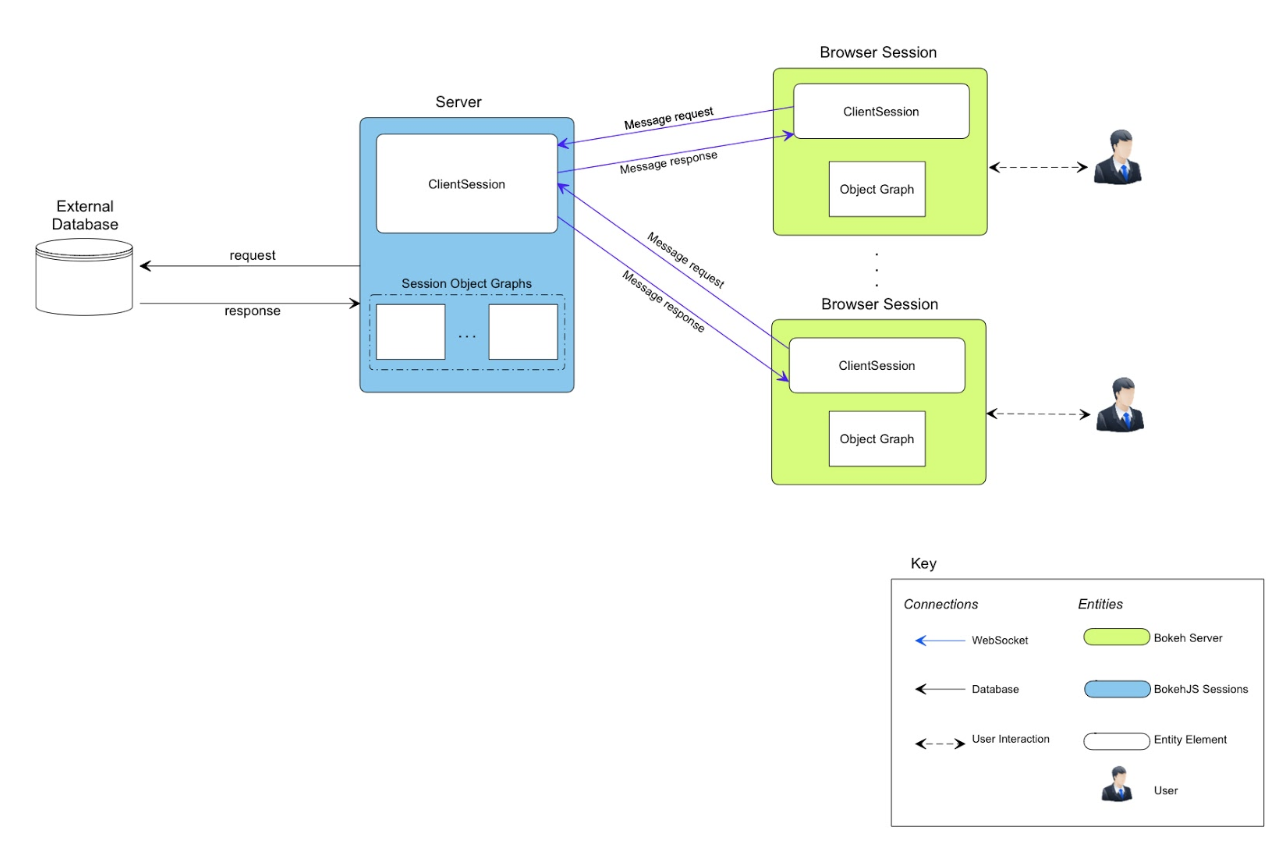 Browser Session
ClientSession
Object Graph
Server
ClientSession
Message request
Message response
External
Database
request
response
Session Object Graphs
...
Message request
Message response
.
.
.
Browser Session
ClientSession
Object Graph
Key
Connections
Entities
WebSocket
Bokeh Server
Database
BokehJS Sessions
User Interaction
Entity Element
User